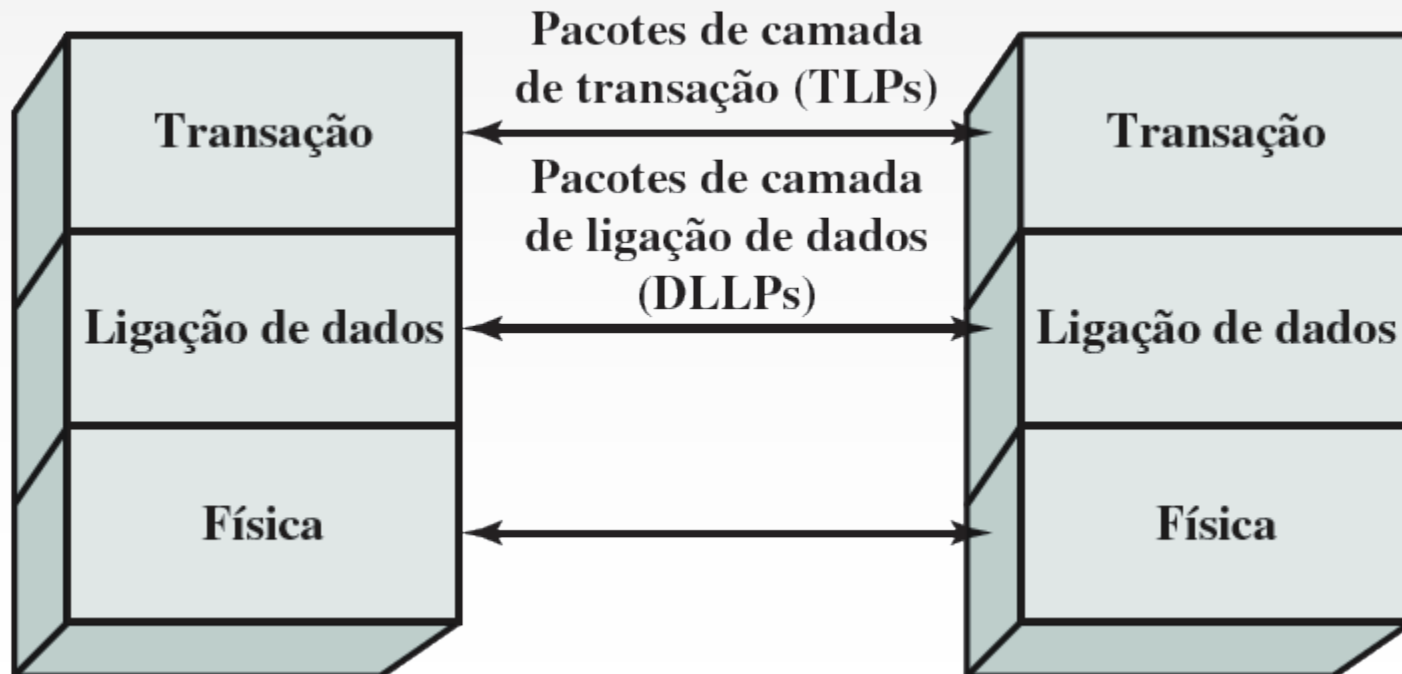 Pacotes de camada
de transação (TLPs)
Transação
Transação
Pacotes de camada
de ligação de dados
(DLLPs)
Ligação de dados
Ligação de dados
Física
Física